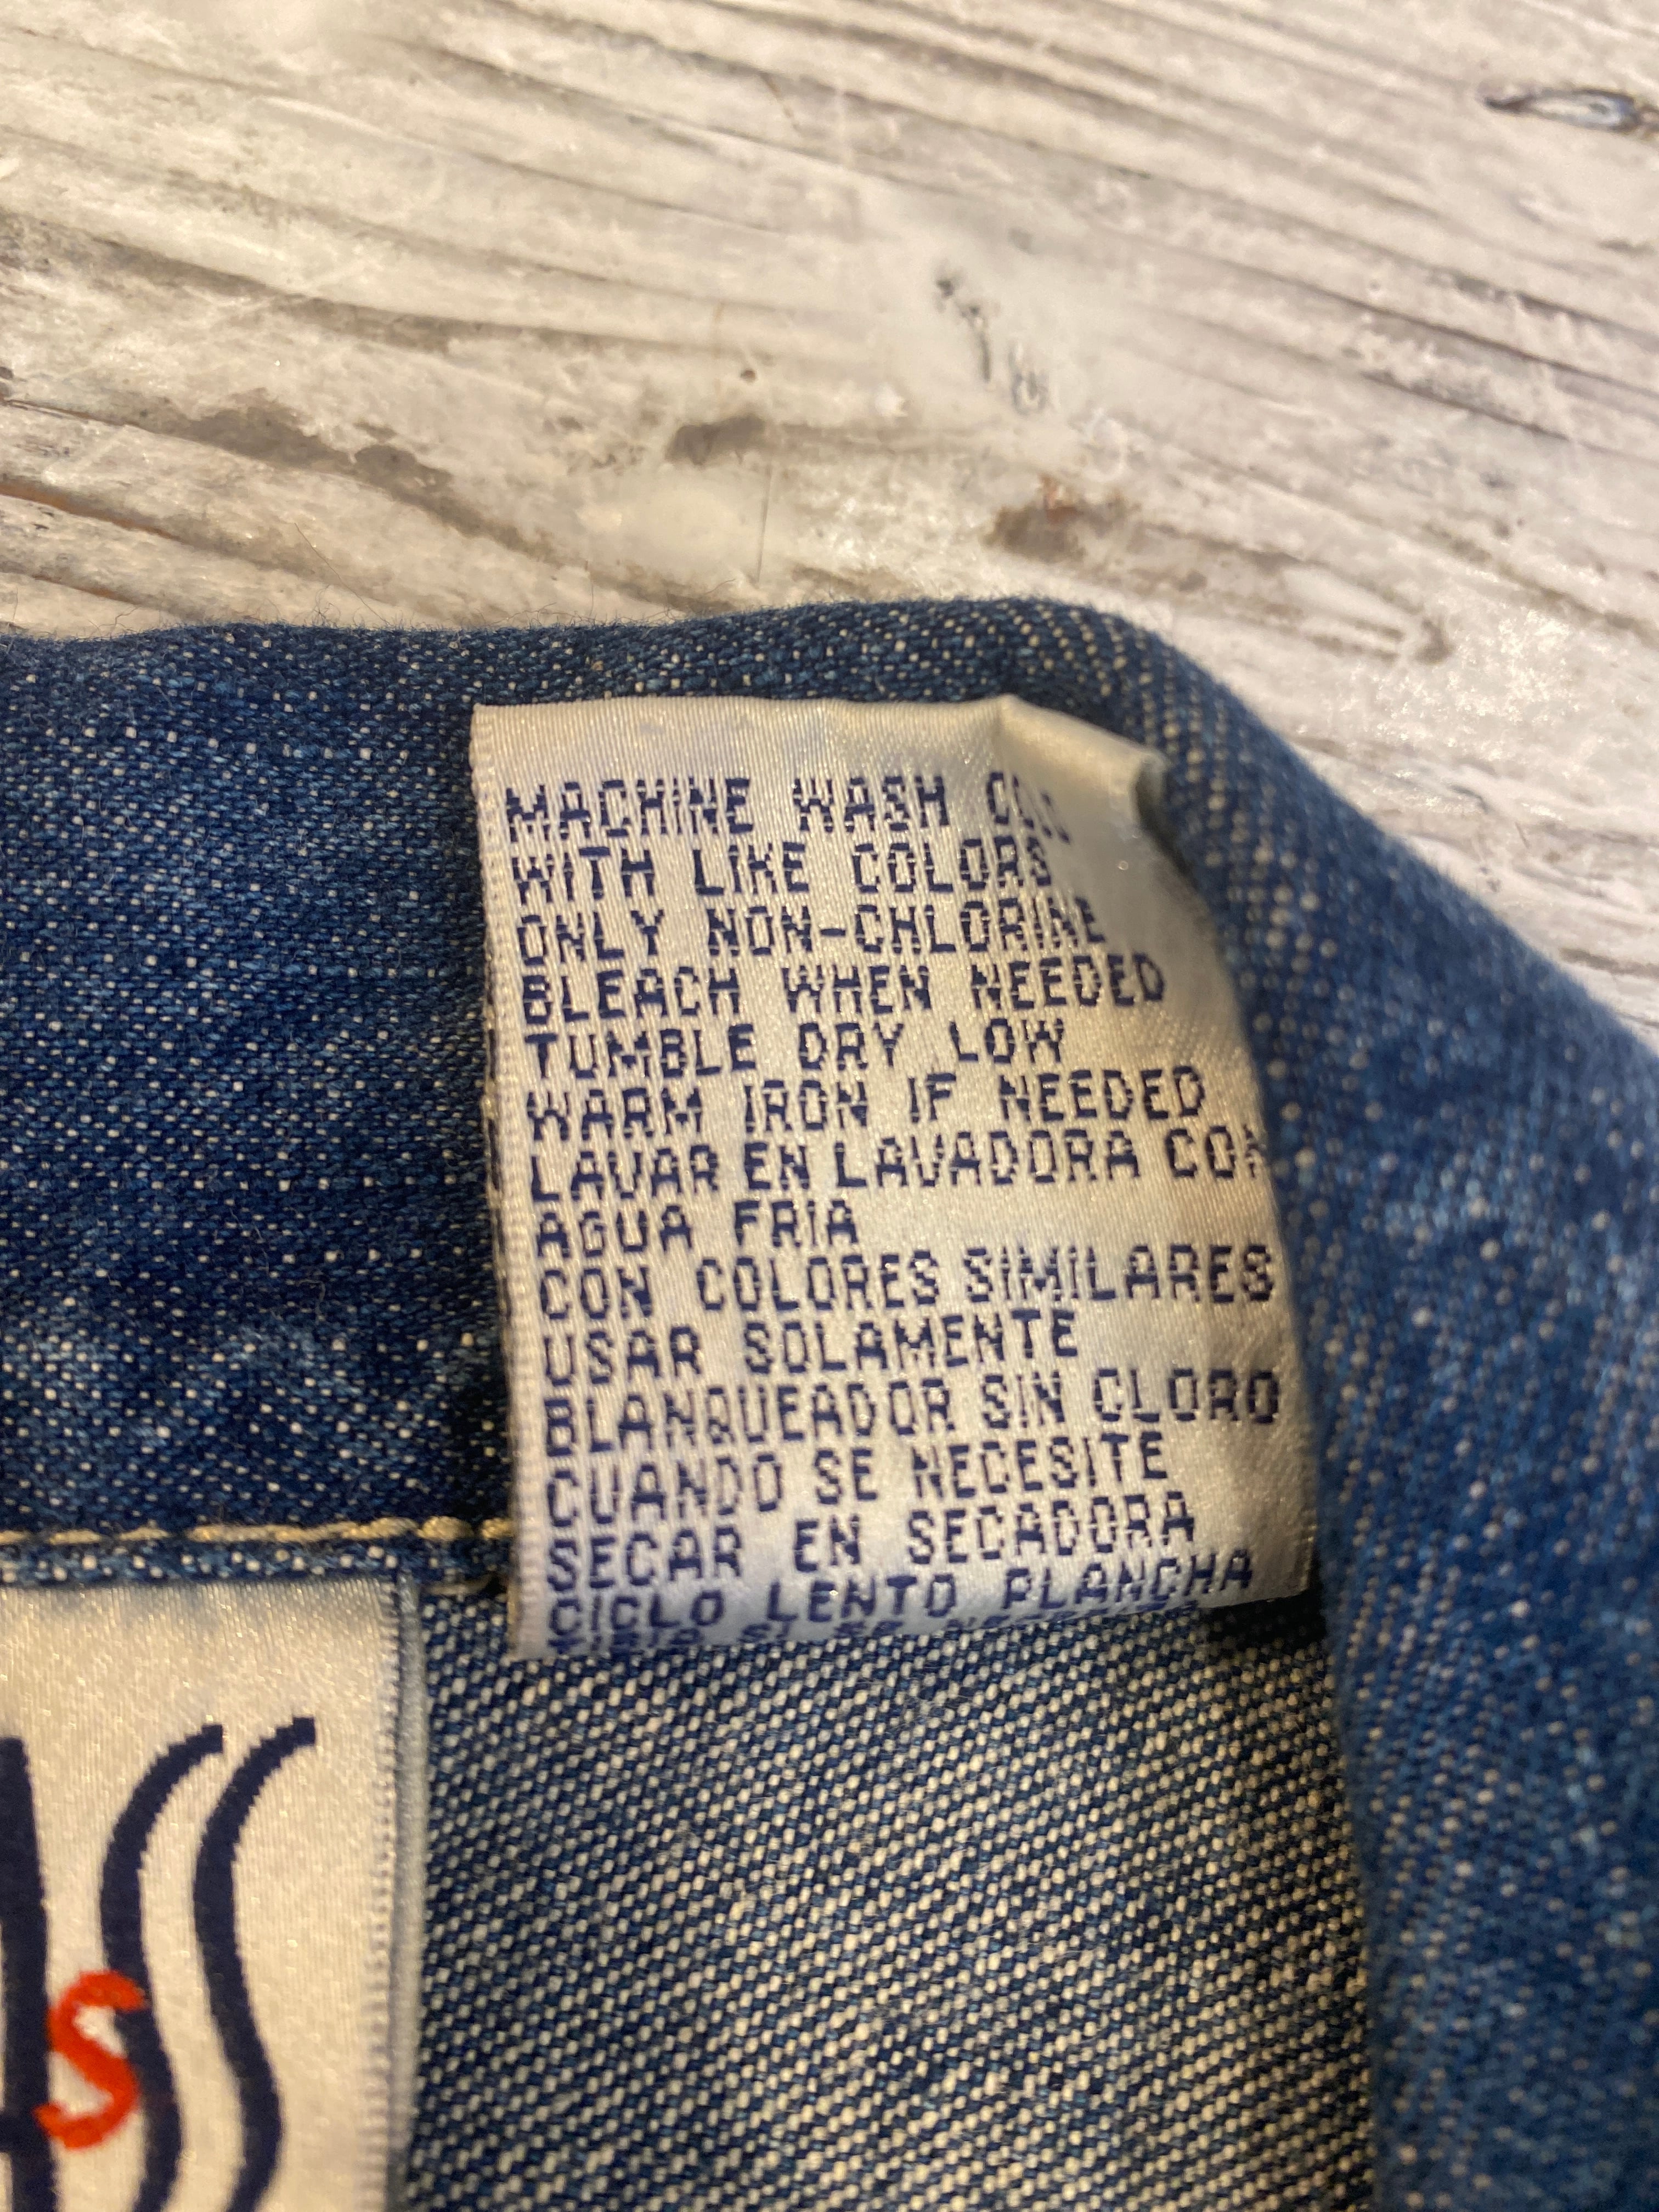 MACHINE WASH
WITH LIKE COLORS
ONLY NON-CHLORINE
BLEACH WHEN NEEDED
TUMBLE DRY LOW
WARM IRON IF NEEDED
LAVAR EN LAVADORA CON
AGUA FRIA
CON COLORES SIMILARES
USAR SOLAMENTE
BLANQUEADOR SIN CLORO
CUANDO SE NECESITE
SECAR EN SECADORA
CICLO LENTO PLANCHA
s